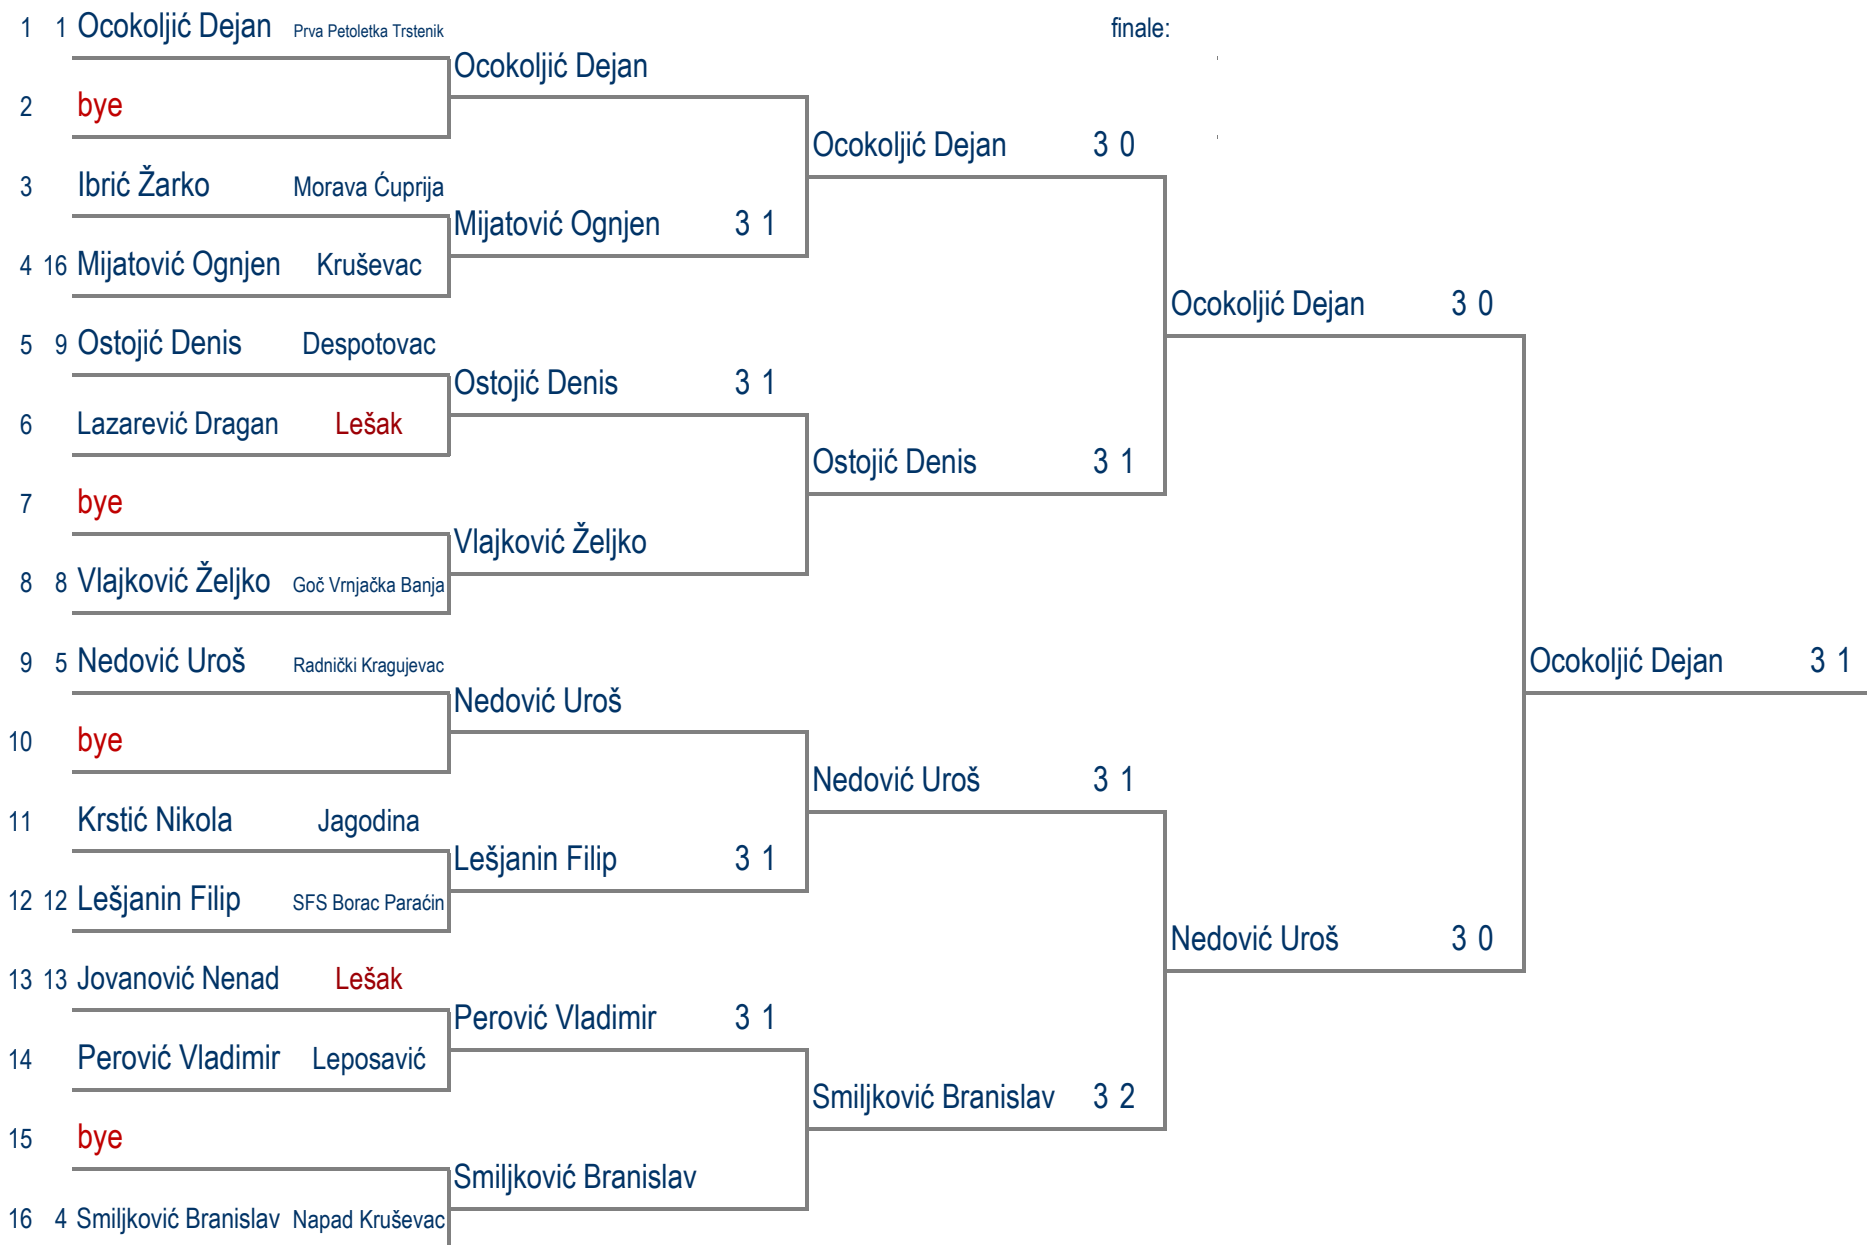 1 1 Ocokoljić Dejan Prva Petoletka Trstenik finale:
Ocokoljić Dejan
2 bye
Ocokoljić Dejan 3 0
3 Ibrić Žarko Morava Ćuprija
Mijatović Ognjen 3 1
4 16 Mijatović Ognjen Kruševac
Ocokoljić Dejan 3 0
5 9 Ostojić Denis Despotovac
Ostojić Denis 3 1
6 Lazarević Dragan Lešak
Ostojić Denis 3 1
7 bye
Vlajković Željko
8 8 Vlajković Željko Goč Vrnjačka Banja
9 5 Nedović Uroš Radnički Kragujevac Ocokoljić Dejan 3 1
Nedović Uroš
10 bye
Nedović Uroš 3 1
11 Krstić Nikola Jagodina
Lešjanin Filip 3 1
12 12 Lešjanin Filip SFS Borac Paraćin
Nedović Uroš 3 0
13 13 Jovanović Nenad Lešak
Perović Vladimir 3 1
14 Perović Vladimir Leposavić
Smiljković Branislav 3 2
15 bye
Smiljković Branislav
16 4 Smiljković Branislav Napad Kruševac